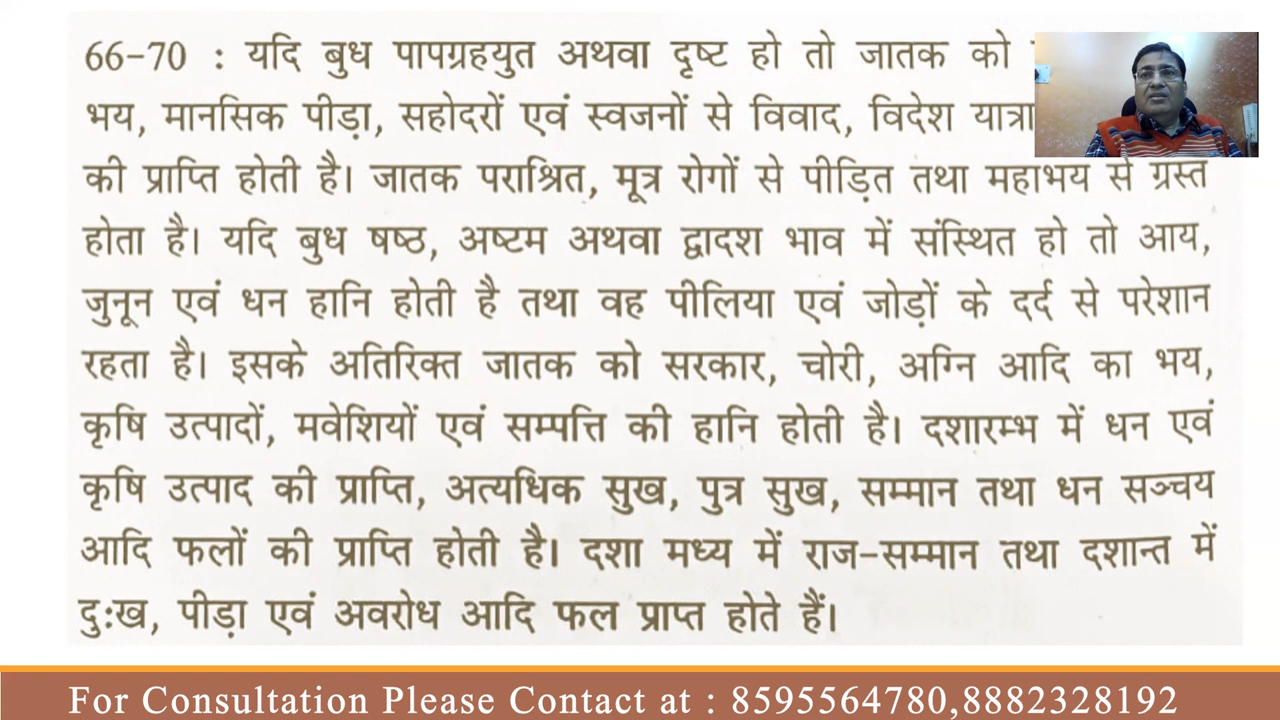 66-70 : यदि बुध पापग्रहयुत अथवा दृष्ट हो तो जातक को
भय, मानसिक पीड़ा, सहोदरों एवं स्वजनों से विवाद, विदेश यात्रा
की प्राप्ति होती है। जातक पराश्रित, मूत्र रोगों से पीड़ित तथा महाभय से ग्रस्त
होता है। यदि बुध षष्ठ, अष्टम अथवा द्वादश भाव में संस्थित हो तो आय,
जुनून एवं धन हानि होती है तथा वह पीलिया एवं जोड़ों के दर्द से परेशान
रहता है। इसके अतिरिक्त जातक को सरकार, चोरी, अग्नि आदि का भय,
कृषि उत्पादों, मवेशियों एवं सम्पत्ति की हानि होती है। दशारम्भ में धन एवं
कृषि उत्पाद की प्राप्ति, अत्यधिक सुख, पुत्र सुख, सम्मान तथा धन सञ्चय
आदि फलों की प्राप्ति होती है। दशा मध्य में राज-सम्मान तथा दशान्त में
दुःख, पीड़ा एवं अवरोध आदि फल प्राप्त होते हैं।
For Consultation Please Contact at : 8595564780,8882328192